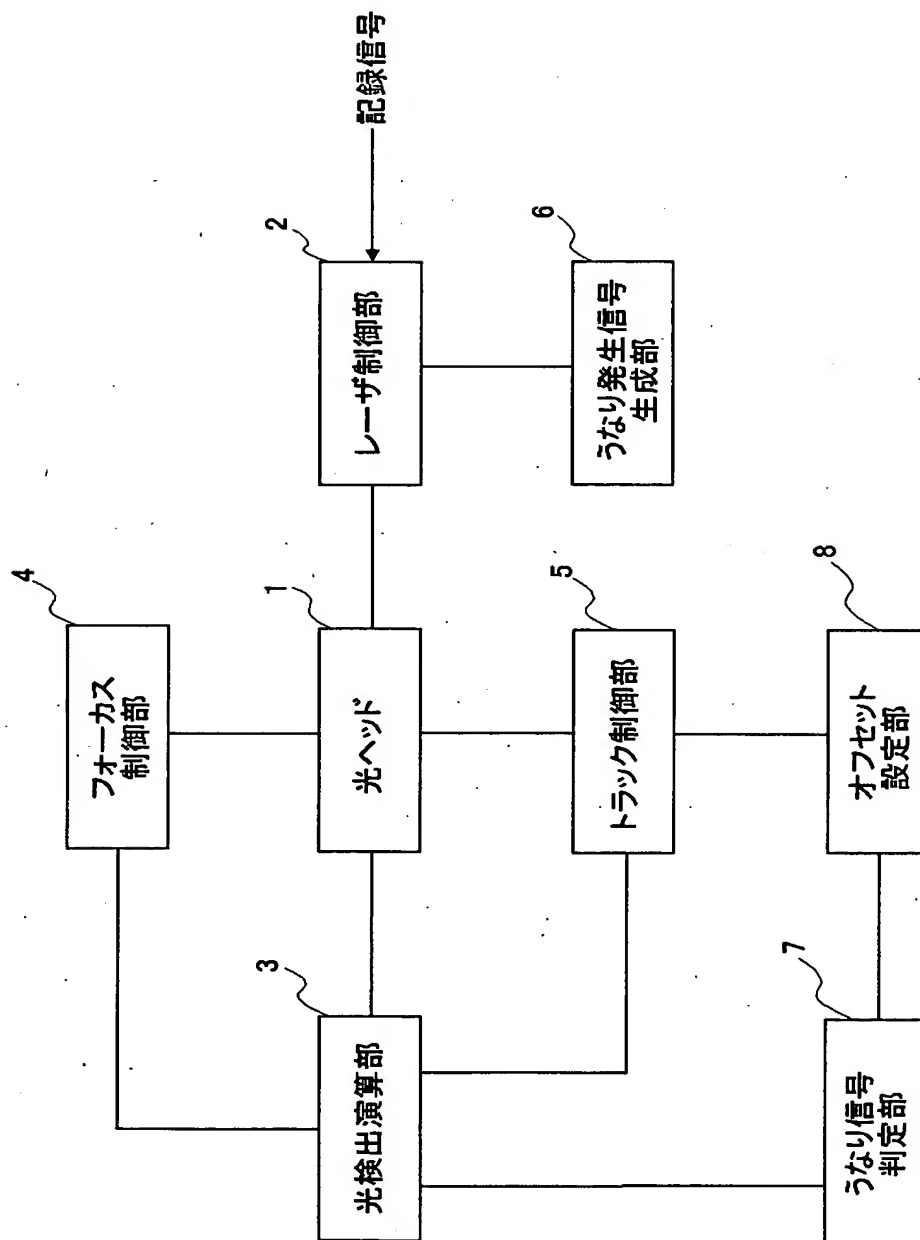 4
フォーカス
制御部
3
光検出演算部
1
光ヘッド
2
レーザ制御部
記録信号
5
トラック制御部
6
うなり発生信号
生成部
7
うなり信号
判定部
8
オフセット
設定部